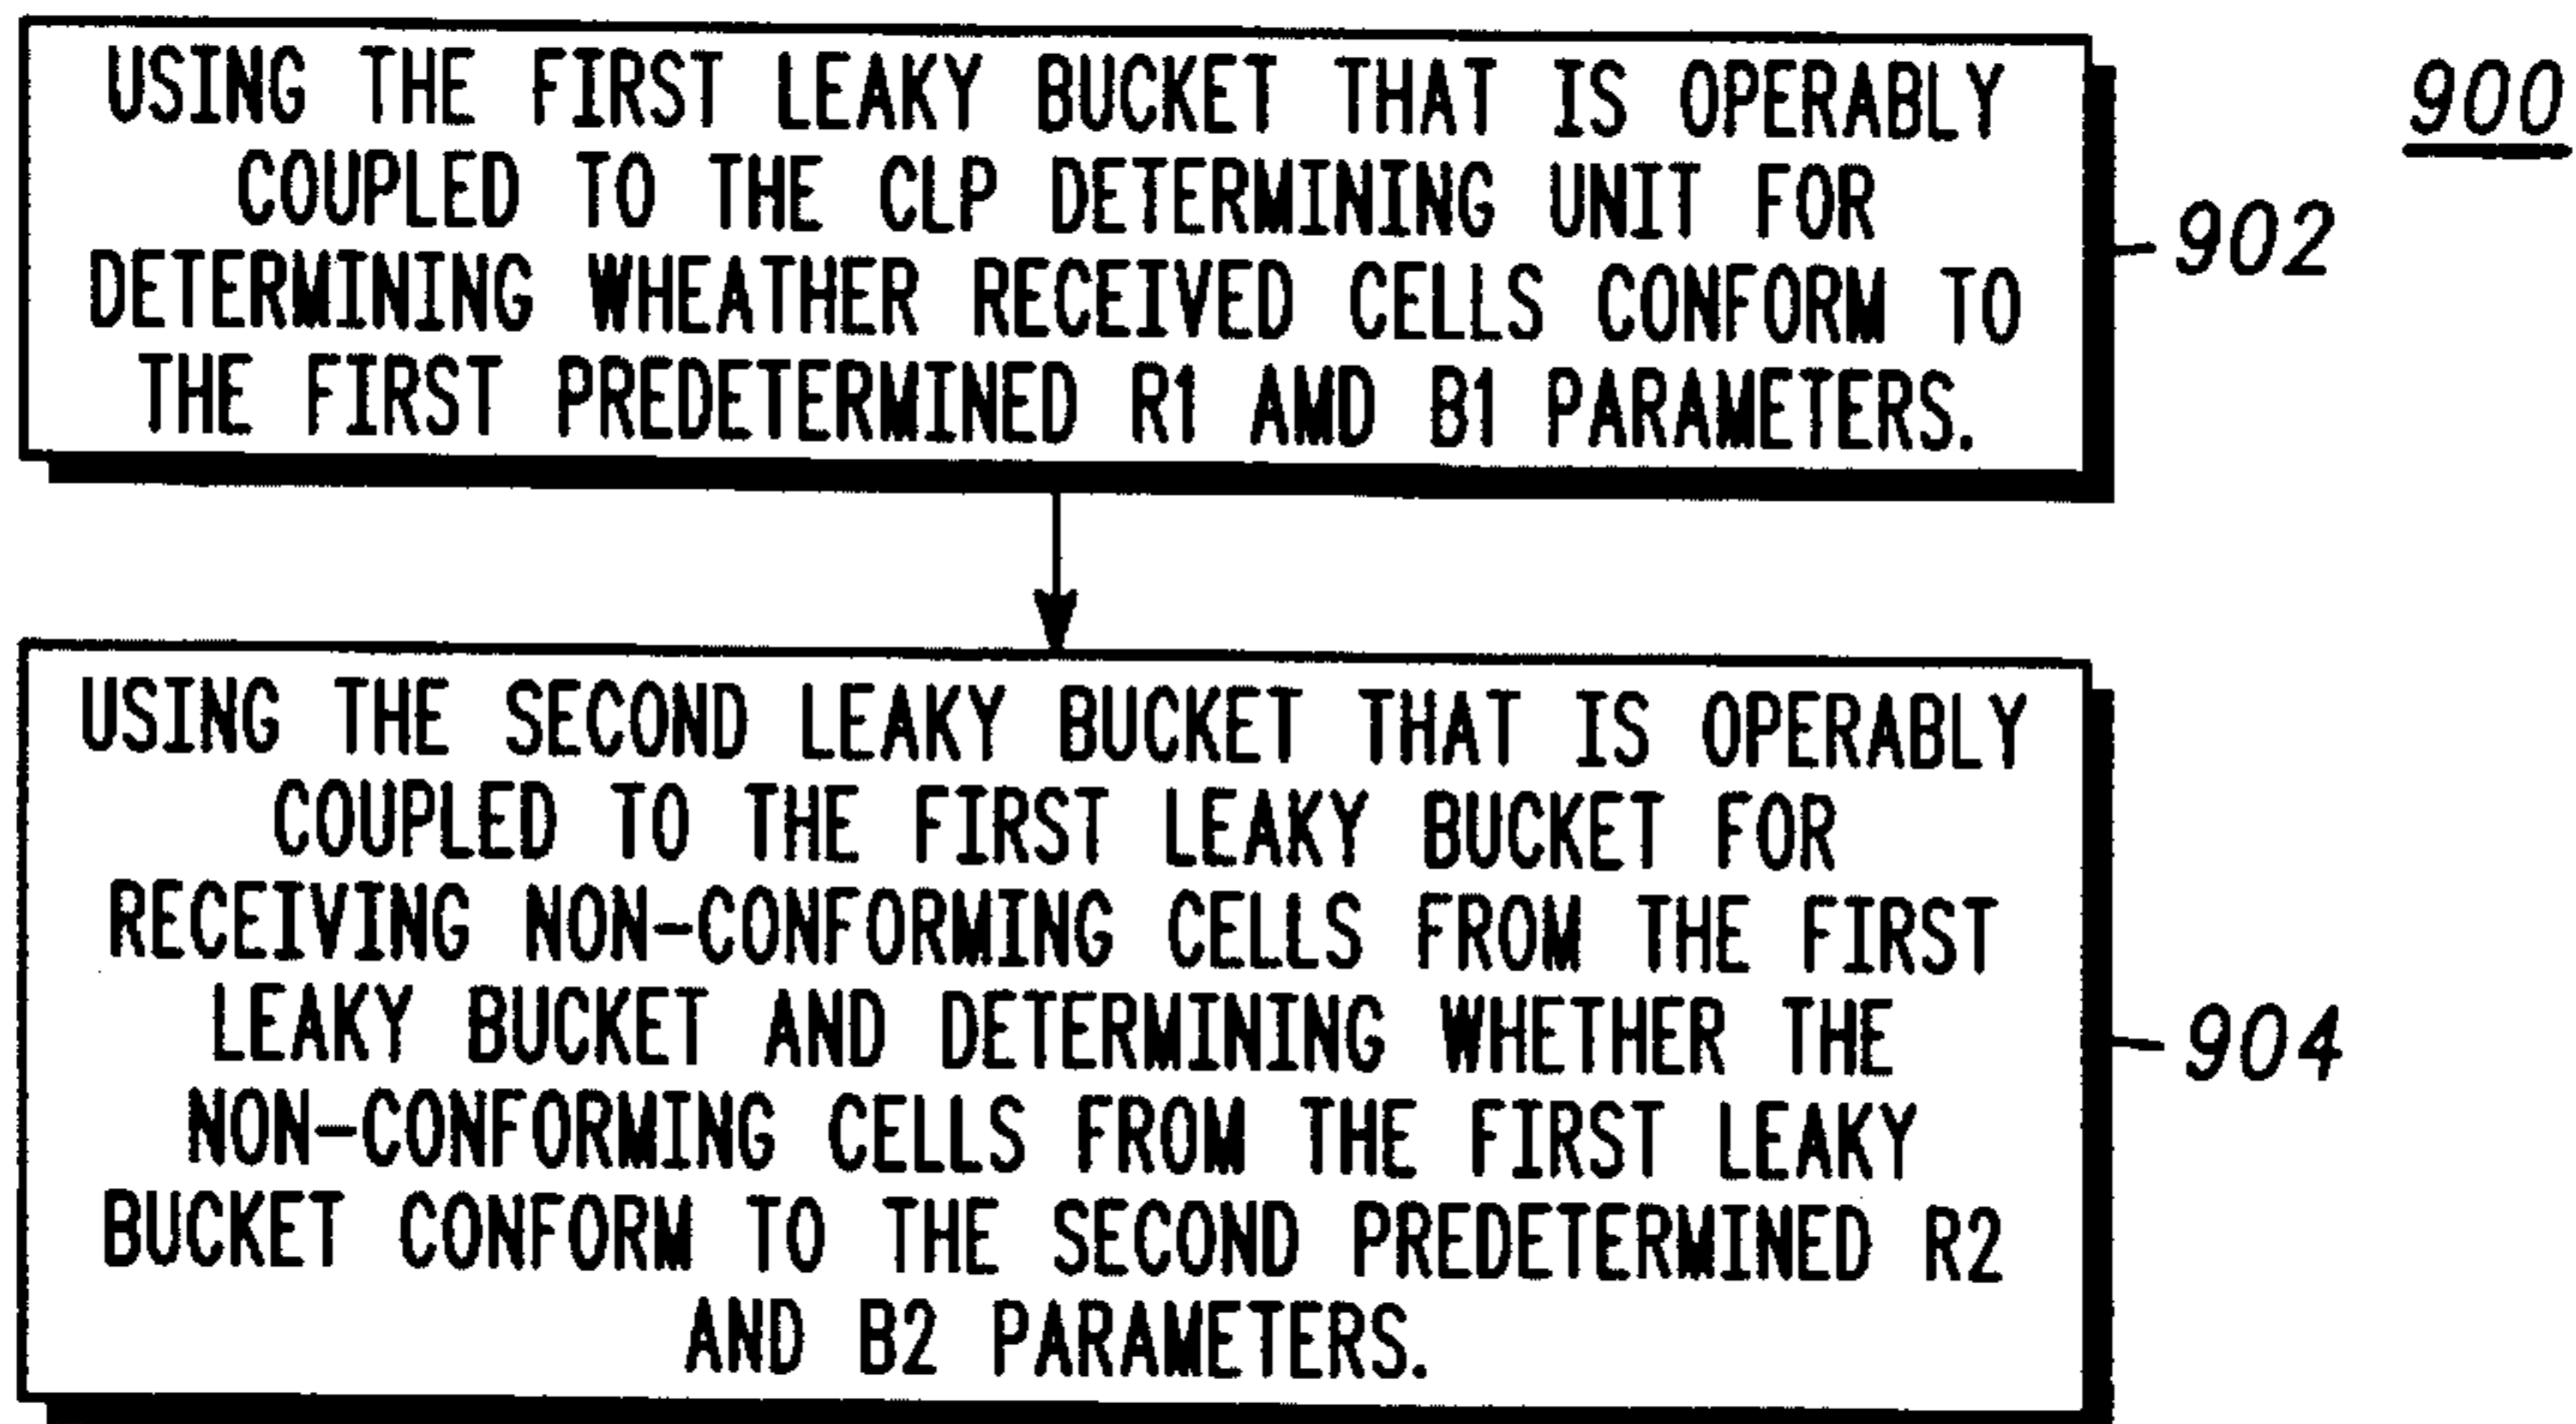 USING THE FIRST LEAKY BUCKET THAT IS OPERABLY
COUPLED TO THE CLP DETERMINING UNIT FOR
DETERMINING WHEATHER RECEIVED CELLS CONFORM TO
THE FIRST PREDETERMINED R1 AMD B1 PARAMETERS.
900
902
USING THE SECOND LEAKY BUCKET THAT IS OPERABLY
COUPLED TO THE FIRST LEAKY BUCKET FOR
RECEIVING NON-CONFORMING CELLS FROM THE FIRST
LEAKY BUCKET AND DETERMINING WHETHER THE
NON-CONFORMING CELLS FROM THE FIRST LEAKY
BUCKET CONFORM TO THE SECOND PREDETERMINED R2
AND B2 PARAMETERS.
904